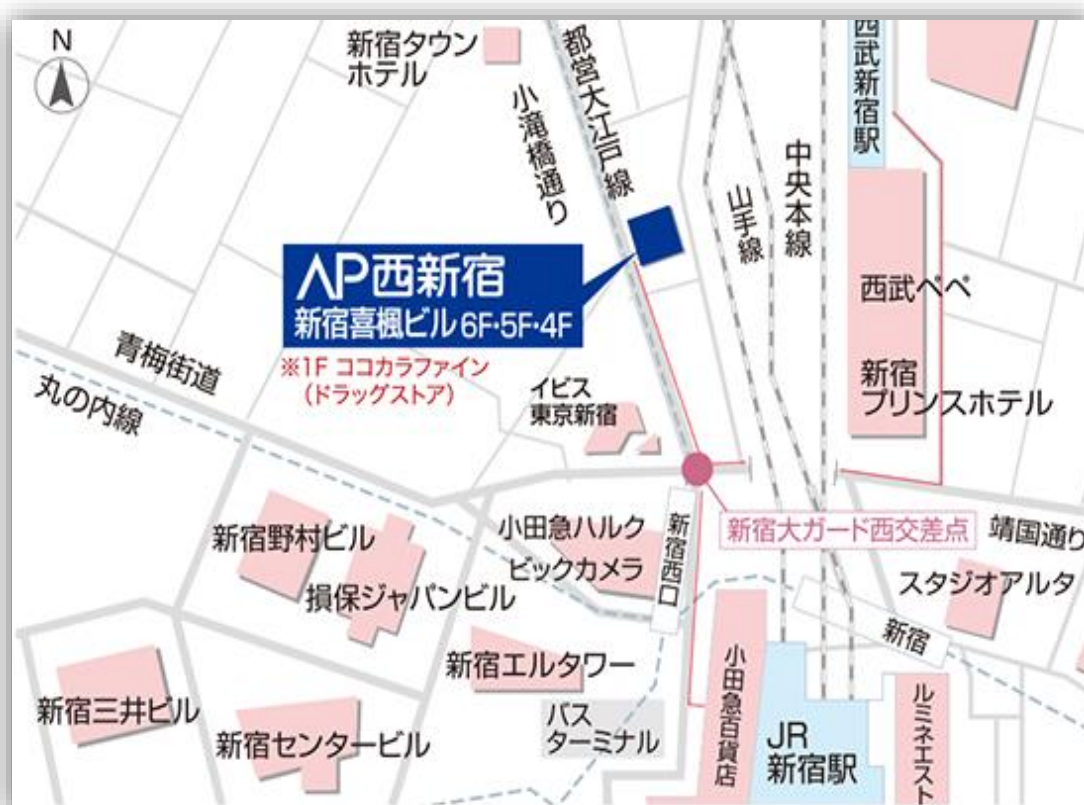 N
新宿タウン
ホテル
都営大江戸線
小滝橋通り
西武新宿駅
中央本線
山手線
AP西新宿
新宿喜楓ビル 6F・5F・4F
※1F ココカラファイン
(ドラッグストア)
西武ペペ
新宿
プリンスホテル
青梅街道
丸の内線
イビス
東京新宿
新宿大ガード西交差点
靖国通り
新宿野村ビル
損保ジャパンビル
小田急ハルク
ビックカメラ
新宿西口
スタジオアルタ
新宿
新宿エルタワー
小田急百貨店
ルミネエスト
新宿三井ビル
新宿センタービル
バス
ターミナル
JR
新宿駅